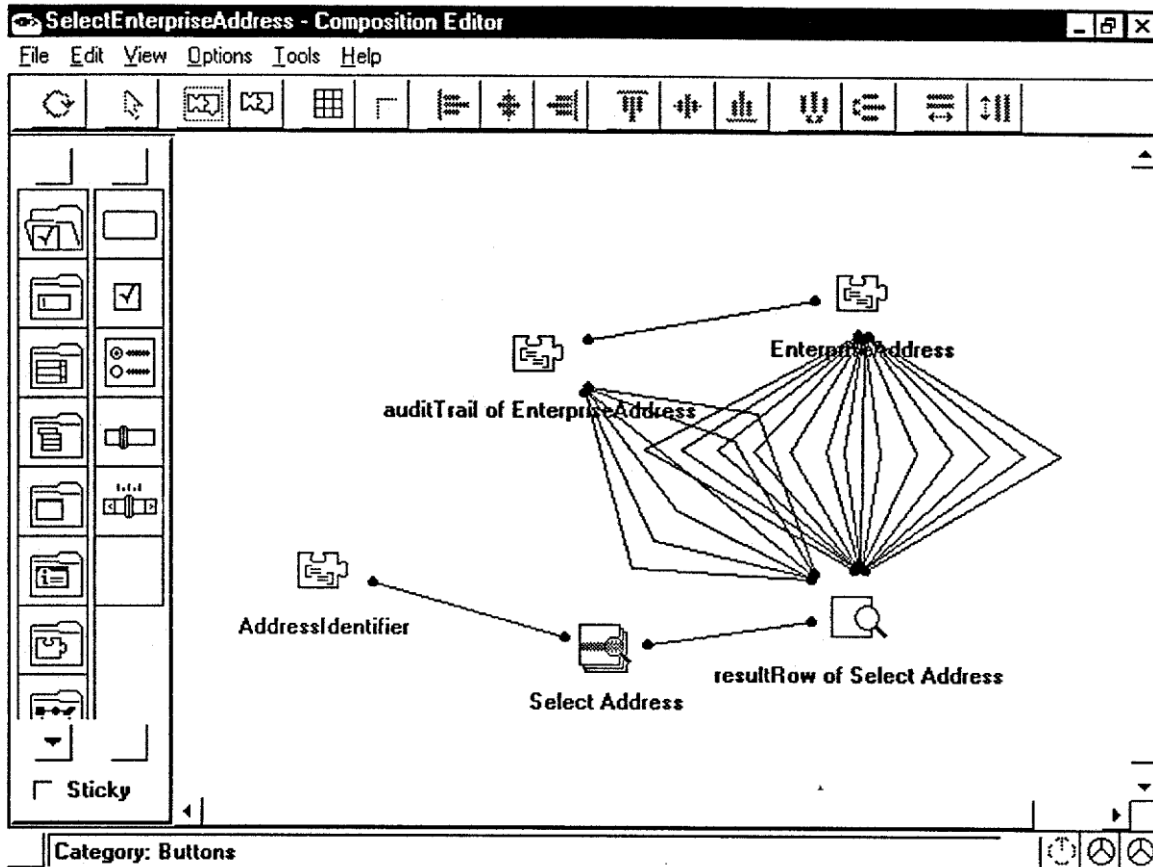 SelectEnterpriseAddress - Composition Editor
File Edit View Options Tools Help
EnterpriseAddress
auditTrail of EnterpriseAddress
AddressIdentifier
resultRow of Select Address
Select Address
Sticky
Category: Buttons